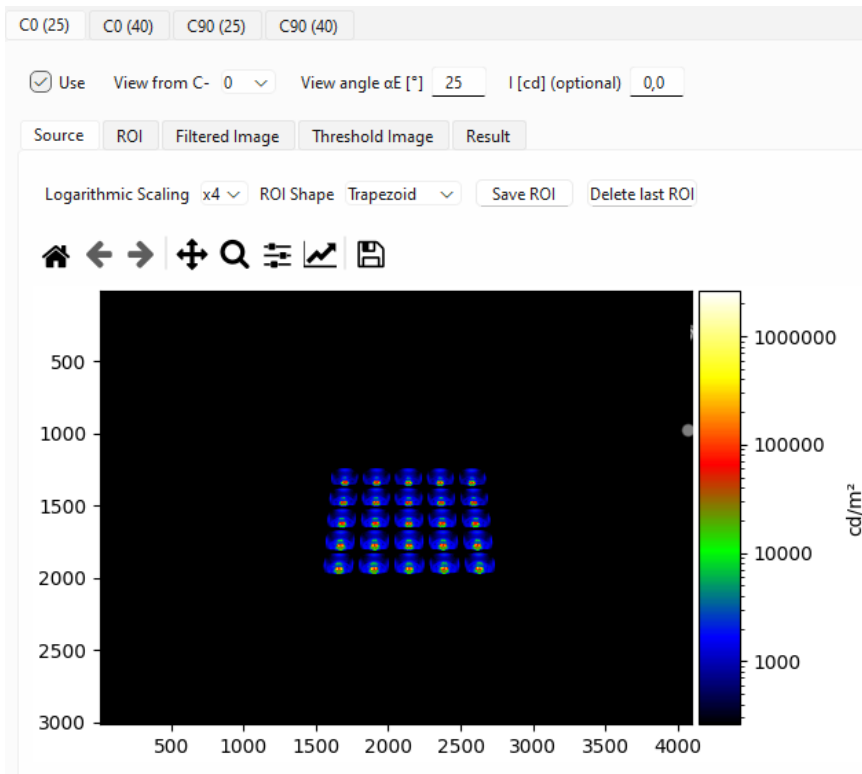 C0 (25) C0 (40) C90 (25) C90 (40)
Use View from C- 0 View angle αE [°] 25 I [cd] (optional) 0,0
Source ROI Filtered Image Threshold Image Result
Logarithmic Scaling x4 ROI Shape Trapezoid Save ROI Delete last ROI
500
1000
1500
2000
2500
3000
500 1000 1500 2000 2500 3000 3500 4000
1000000
100000
10000
1000
cd/m²